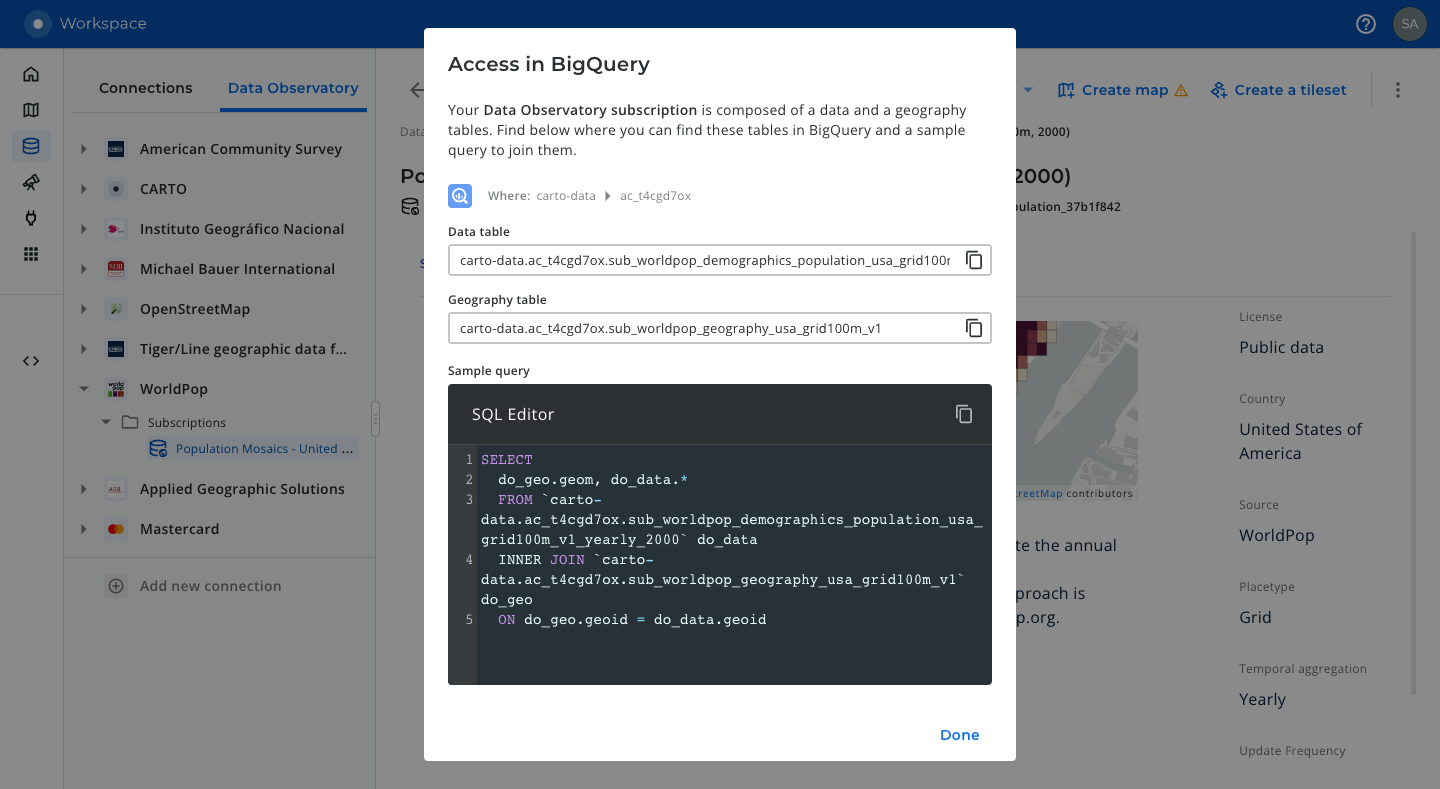 Workspace
SA
Connections
Data Observatory
American Community Survey
CARTO
Instituto Geográfico Nacional
Michael Bauer International
OpenStreetMap
Tiger/Line geographic data f...
WorldPop
Subscriptions
Population Mosaics - United ...
Applied Geographic Solutions
Mastercard
Add new connection
Access in BigQuery
Your Data Observatory subscription is composed of a data and a geography
tables. Find below where you can find these tables in BigQuery and a sample
query to join them.
Where: carto-data ac_t4cgd7ox
Data table
carto-data.ac_t4cgd7ox.sub_worldpop_demographics_population_usa_grid100
Geography table
carto-data.ac_t4cgd7ox.sub_worldpop_geography_usa_grid100m_v1
Sample query
SQL Editor
1 SELECT
2 do_geo.geom, do_data.*
3 FROM `carto-
data.ac_t4cgd7ox.sub_worldpop_demographics_population_usa_
grid100m_v1_yearly_2000` do_data
4 INNER JOIN `carto-
data.ac_t4cgd7ox.sub_worldpop_geography_usa_grid100m_v1`
do_geo
5 ON do_geo.geoid = do_data.geoid
Done
Create map
Create a tileset
Data
0m, 2000)
Po
2000)
pulation_37b1f842
streetMap contributors
te the annual
proach is
p.org.
License
Public data
Country
United States of
America
Source
WorldPop
Placetype
Grid
Temporal aggregation
Yearly
Update Frequency